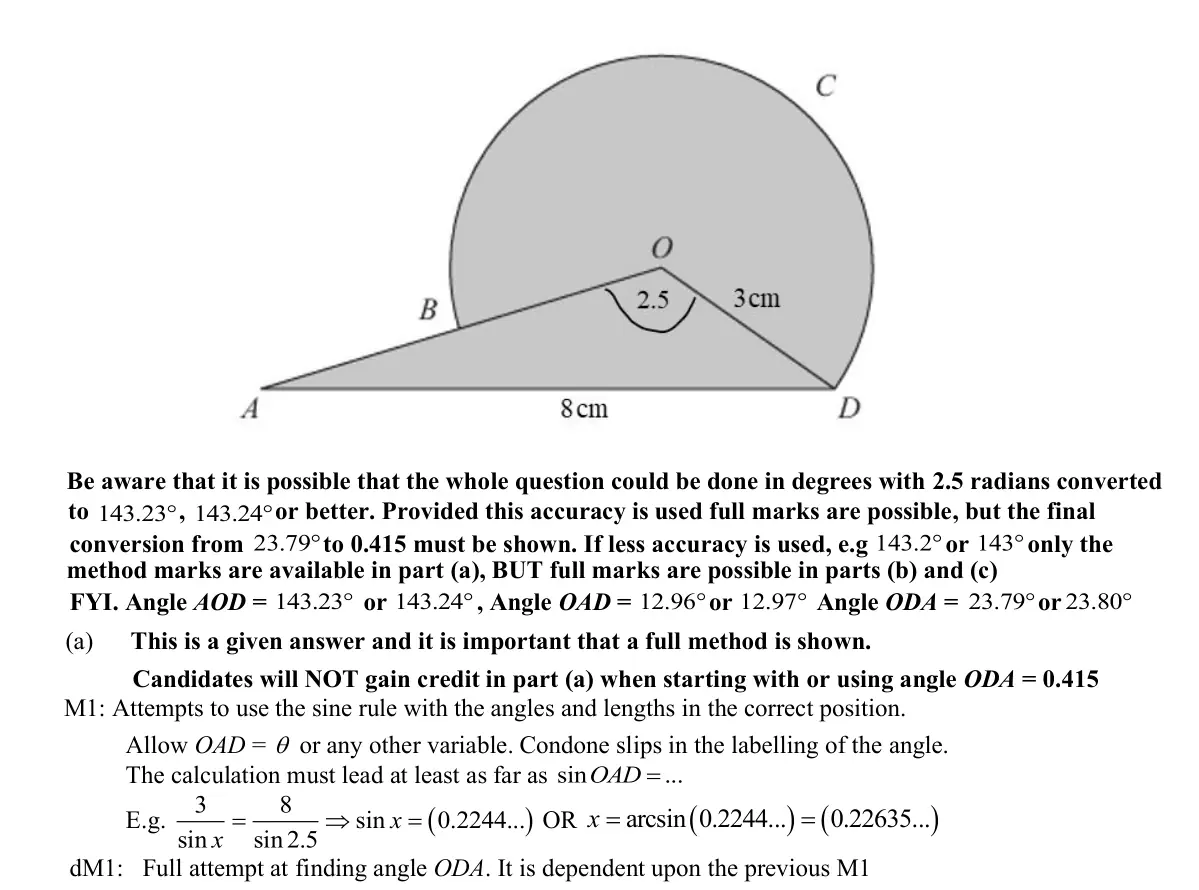 C
O
2.5
3 cm
B
A
8 cm
D
Be aware that it is possible that the whole question could be done in degrees with 2.5 radians converted
to 143.23°, 143.24° or better. Provided this accuracy is used full marks are possible, but the final
conversion from 23.79° to 0.415 must be shown. If less accuracy is used, e.g 143.2° or 143° only the
method marks are available in part (a), BUT full marks are possible in parts (b) and (c)
FYI. Angle AOD = 143.23° or 143.24°, Angle OAD = 12.96° or 12.97° Angle ODA = 23.79° or 23.80°
(a) This is a given answer and it is important that a full method is shown.
Candidates will NOT gain credit in part (a) when starting with or using angle ODA = 0.415
M1: Attempts to use the sine rule with the angles and lengths in the correct position.
Allow OAD = θ or any other variable. Condone slips in the labelling of the angle.
The calculation must lead at least as far as sin OAD = ...
E.g. 3/sin x = 8/sin 2.5 ⇒ sin x = (0.2244...) OR x = arcsin(0.2244...) = (0.22635...)
dM1: Full attempt at finding angle ODA. It is dependent upon the previous M1